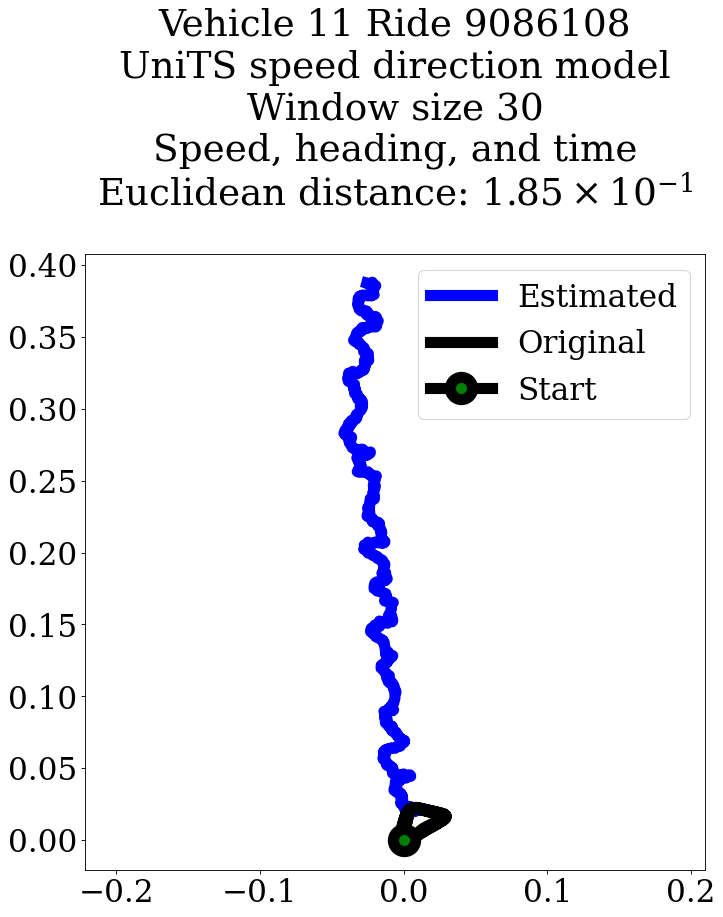 Vehicle 11 Ride 9086108
UniTS speed direction model
Window size 30
Speed, heading, and time
Euclidean distance: 1.85 × 10⁻¹
0.40
0.35
0.30
0.25
0.20
0.15
0.10
0.05
0.00
Estimated
Original
Start
−0.2
−0.1
0.0
0.1
0.2